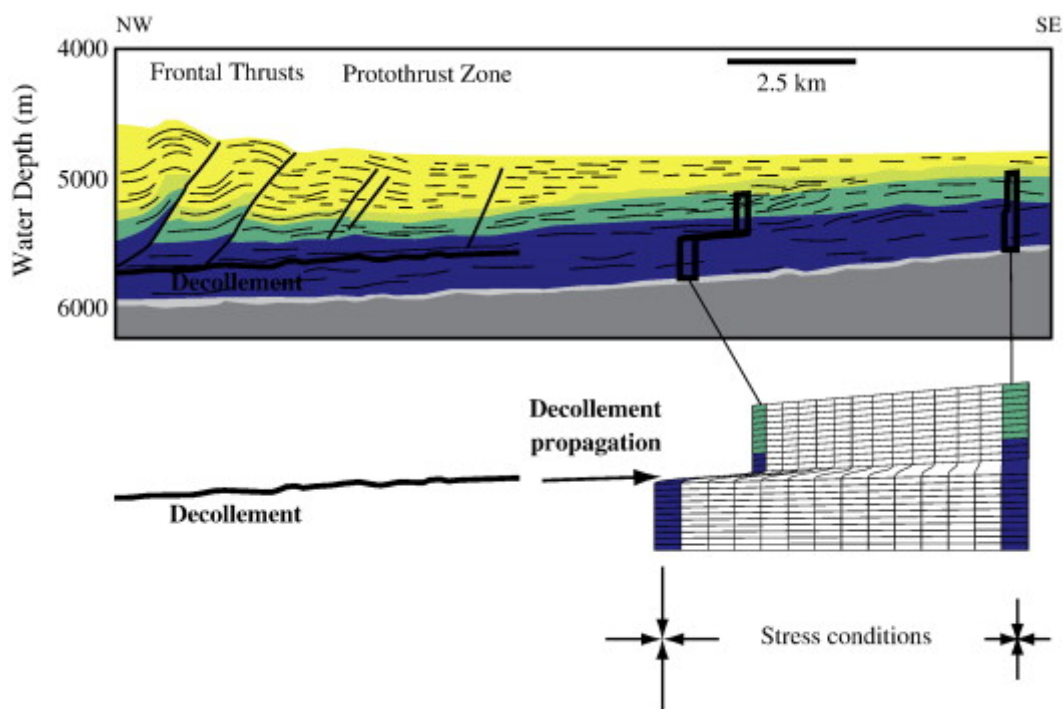 NW
SE
4000
Frontal Thrusts
Protothrust Zone
2.5 km
Water Depth (m)
5000
Decollement
6000
Decollement
propagation
Decollement
Stress conditions